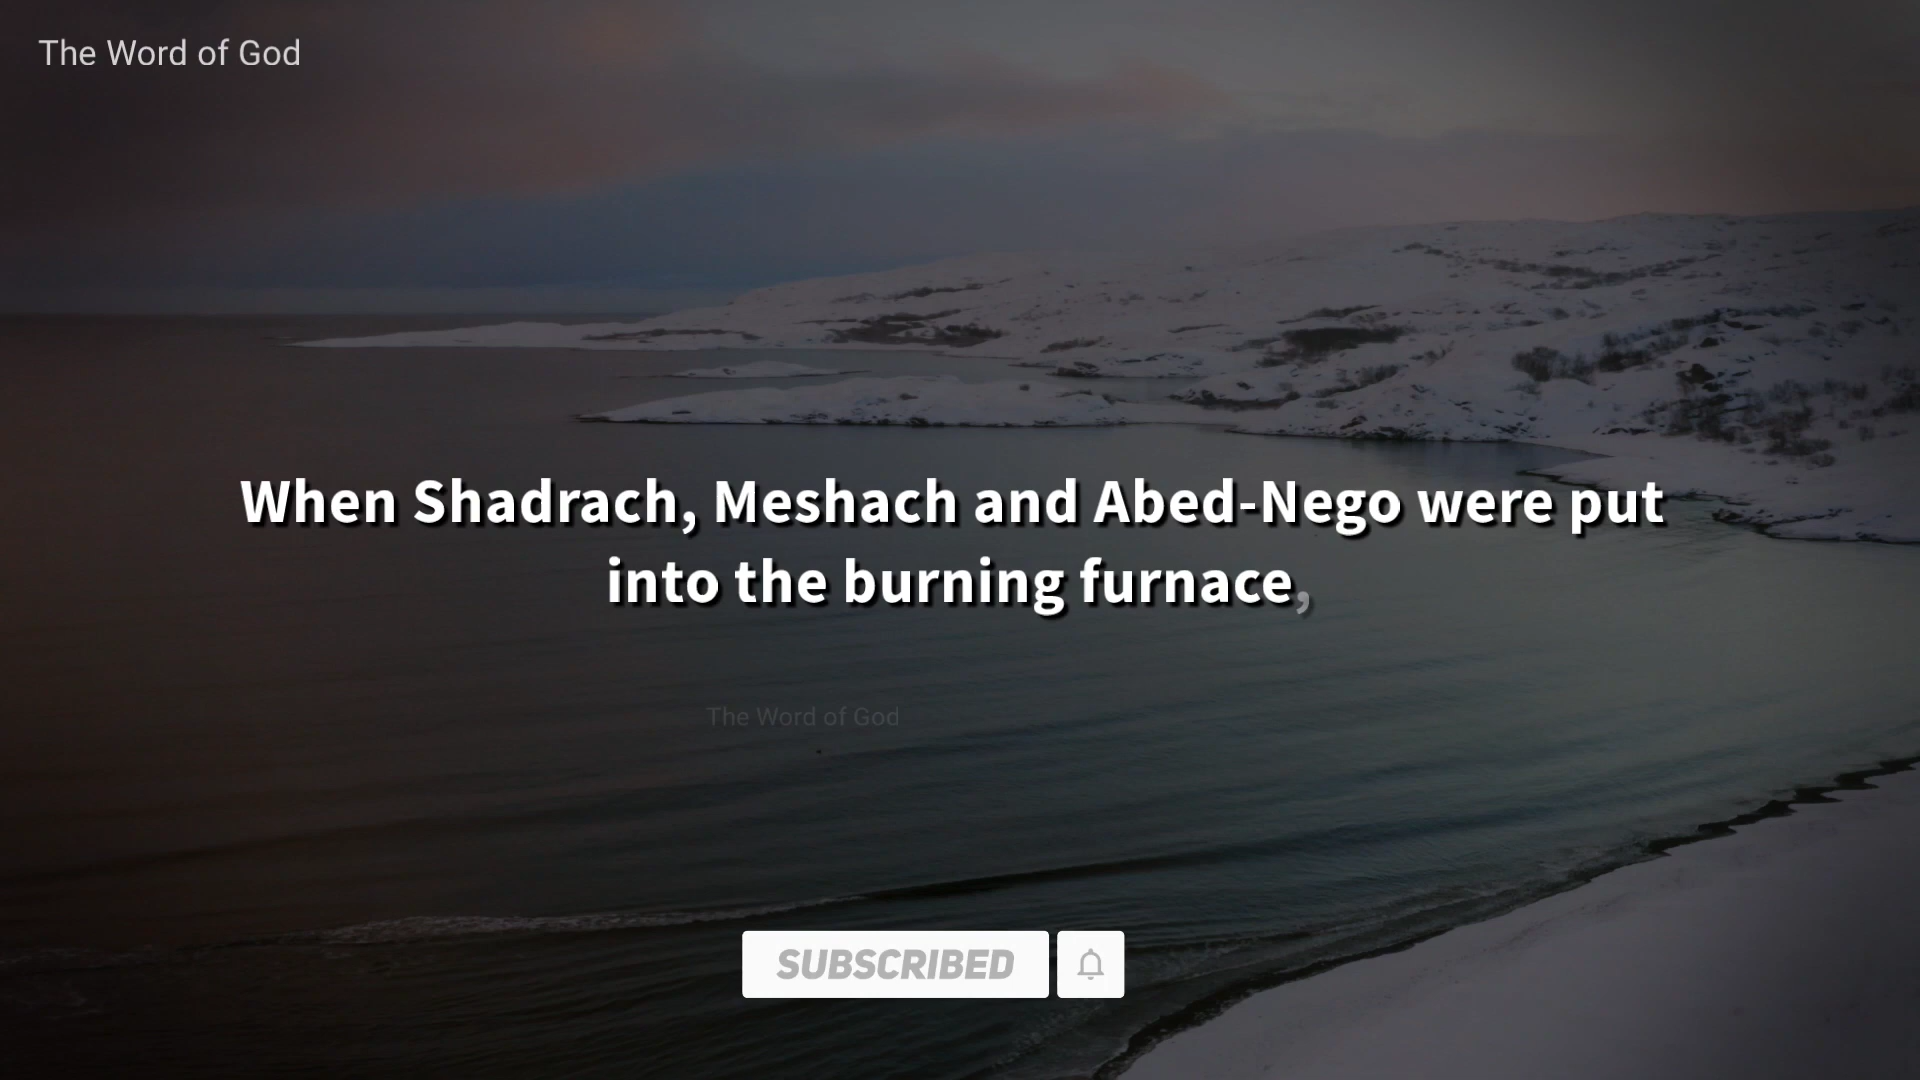 The Word of God
When Shadrach, Meshach and Abed-Nego were put
into the burning furnace,
The Word of God
SUBSCRIBED